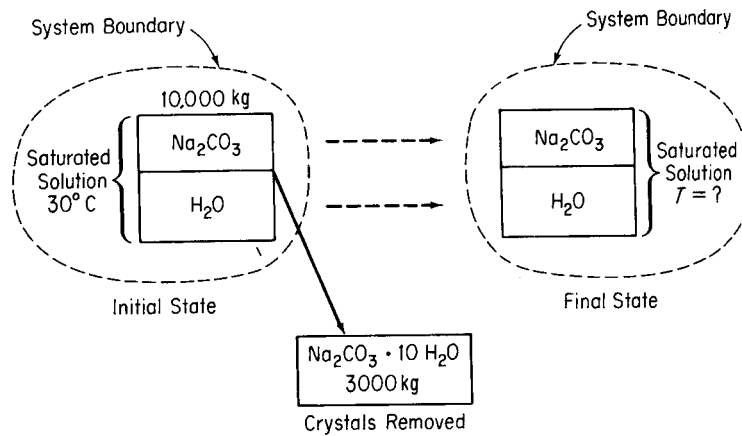 System Boundary
System Boundary
10,000 kg
Na₂CO₃
H₂O
Saturated
Solution
30° C
Na₂CO₃
H₂O
Saturated
Solution
T = ?
Initial State
Final State
Na₂CO₃ · 10 H₂O
3000 kg
Crystals Removed